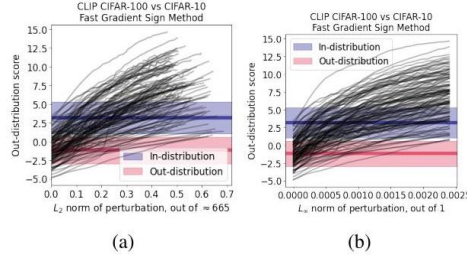 CLIP CIFAR-100 vs CIFAR-10
Fast Gradient Sign Method
Out-distribution score
15.0
12.5
10.0
7.5
5.0
2.5
0.0
−2.5
−5.0
In-distribution
Out-distribution
0.0 0.1 0.2 0.3 0.4 0.5 0.6 0.7
L₂ norm of perturbation, out of ≈665
(a)
CLIP CIFAR-100 vs CIFAR-10
Fast Gradient Sign Method
Out-distribution score
15.0
12.5
10.0
7.5
5.0
2.5
0.0
−2.5
−5.0
In-distribution
Out-distribution
0.0000 0.0005 0.0010 0.0015 0.0020 0.0025
L∞ norm of perturbation, out of 1
(b)